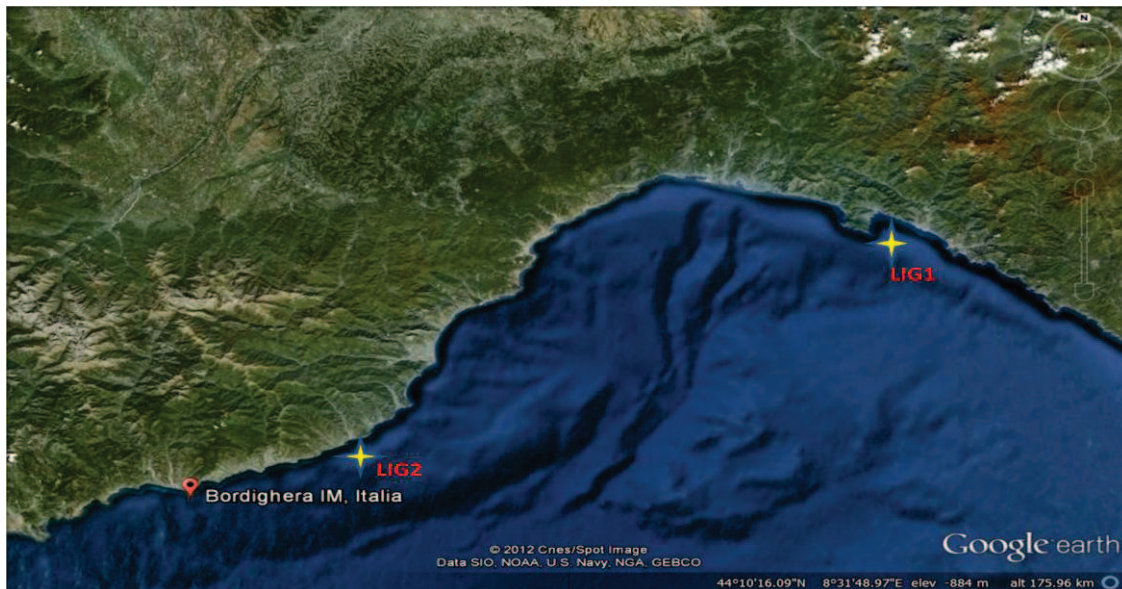 N
LIG1
LIG2
Bordighera IM, Italia
© 2012 Cnes/Spot Image
Data SIO, NOAA, U.S. Navy, NGA, GEBCO
Google earth
44°10'16.09"N 8°31'48.97"E elev -884 m alt 175.96 km